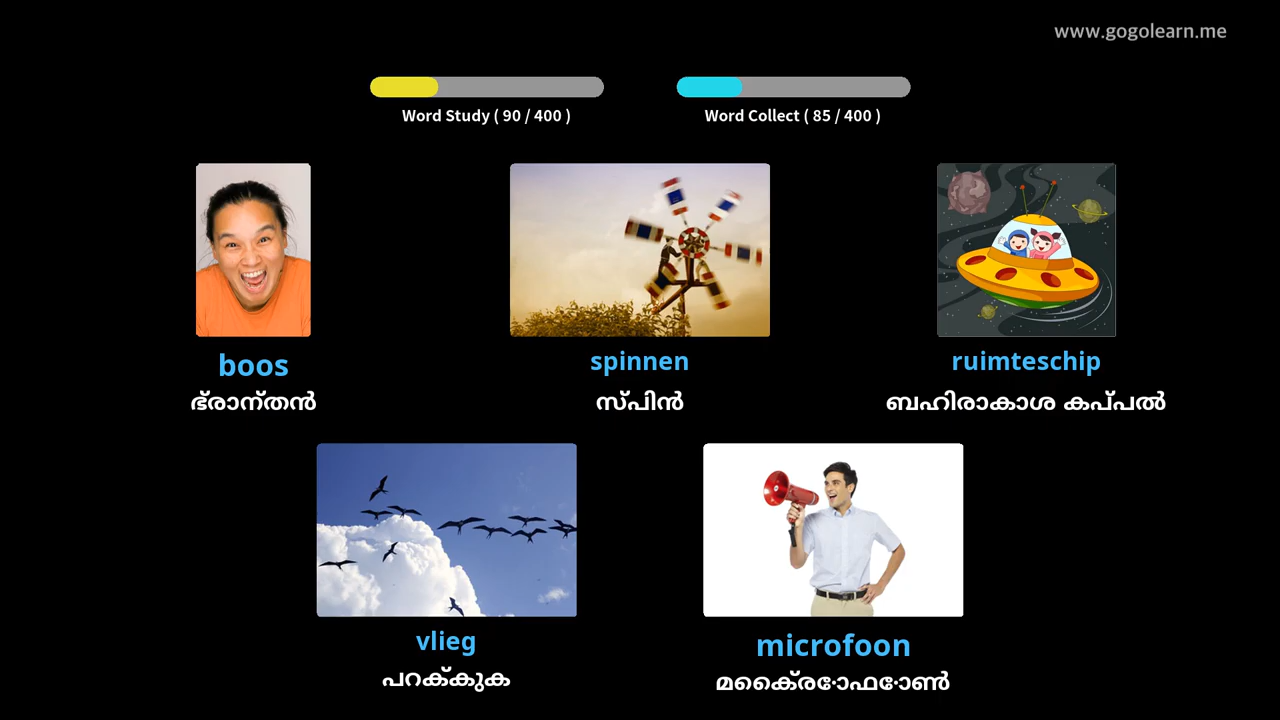 www.gogolearn.me
Word Study ( 90 / 400 )
Word Collect ( 85 / 400 )
boos
ഭ്രാന്തൻ
spinnen
സ്പിൻ
ruimteschip
ബഹിരാകാശ കപ്പൽ
vlieg
പറക്കുക
microfoon
മൈക്രോഫോൺ